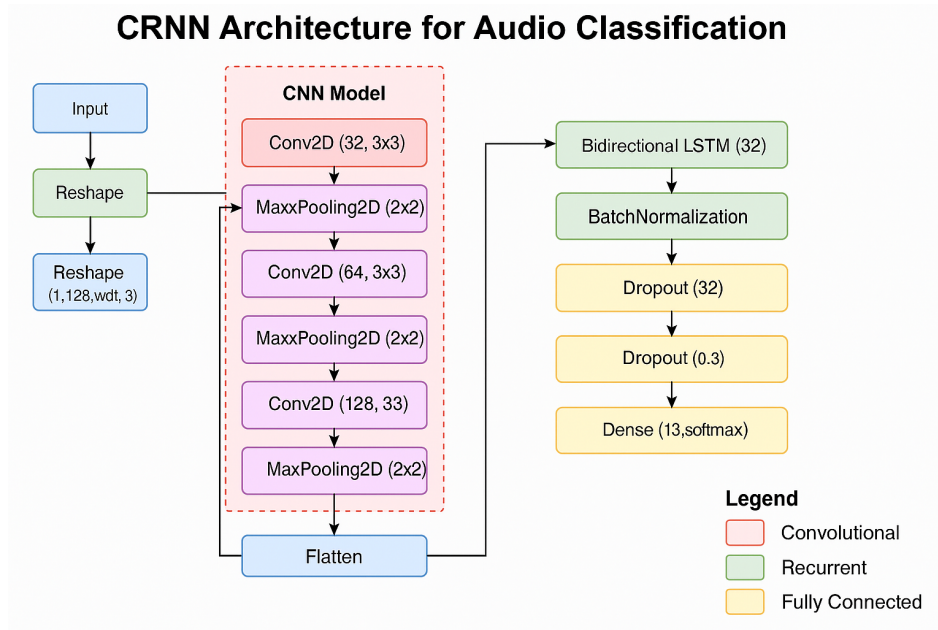 CRNN Architecture for Audio Classification
Input
Reshape
Reshape
(1,128,wdt, 3)
CNN Model
Conv2D (32, 3x3)
MaxxPooling2D (2x2)
Conv2D (64, 3x3)
MaxxPooling2D (2x2)
Conv2D (128, 33)
MaxPooling2D (2x2)
Flatten
Bidirectional LSTM (32)
BatchNormalization
Dropout (32)
Dropout (0.3)
Dense (13,softmax)
Legend
Convolutional
Recurrent
Fully Connected